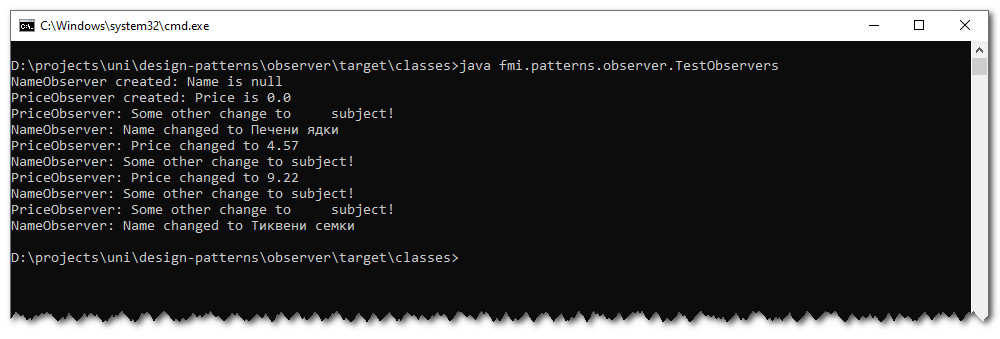 C:\Windows\system32\cmd.exe
D:\projects\uni\design-patterns\observer\target\classes>java fmi.patterns.observer.TestObservers
NameObserver created: Name is null
PriceObserver created: Price is 0.0
PriceObserver: Some other change to     subject!
NameObserver: Name changed to Печени ядки
PriceObserver: Price changed to 4.57
NameObserver: Some other change to subject!
PriceObserver: Price changed to 9.22
NameObserver: Some other change to subject!
PriceObserver: Some other change to     subject!
NameObserver: Name changed to Тиквени семки
D:\projects\uni\design-patterns\observer\target\classes>